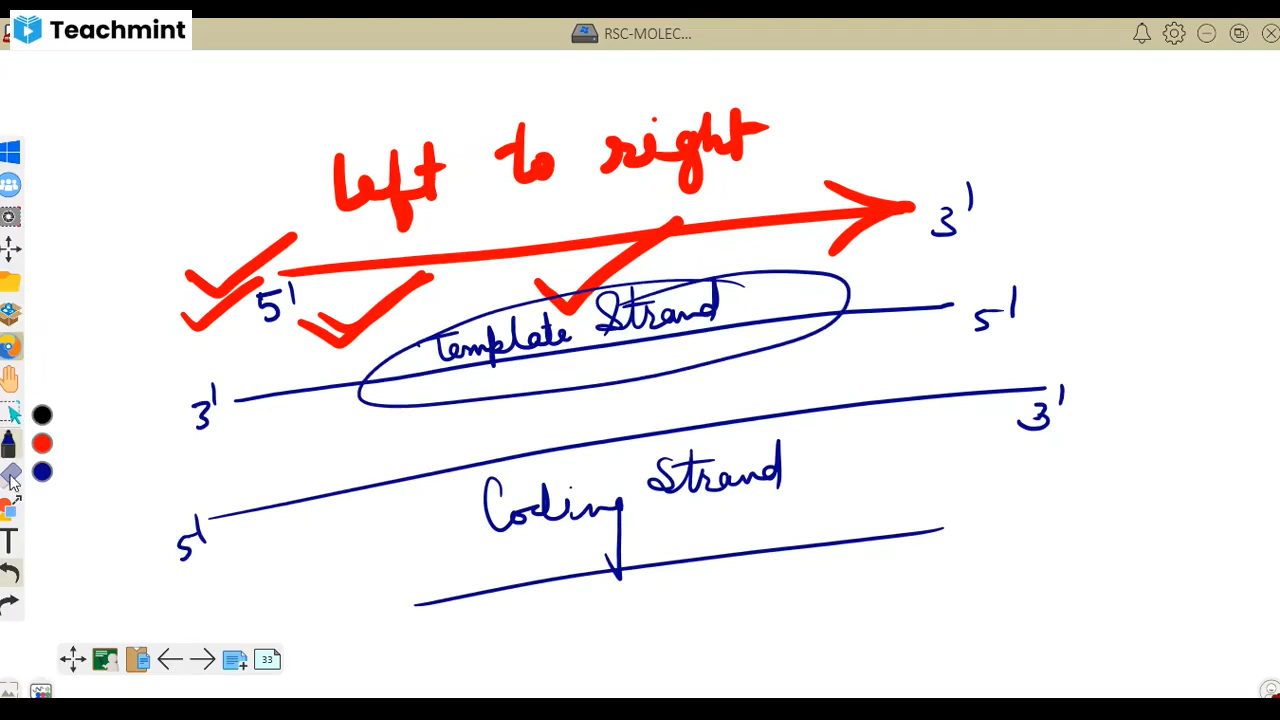 Teachmint
RSC-MOLEC...
left to right
3'
5'
Template Strand
5'
3'
3'
Coding Strand
5'
T
33